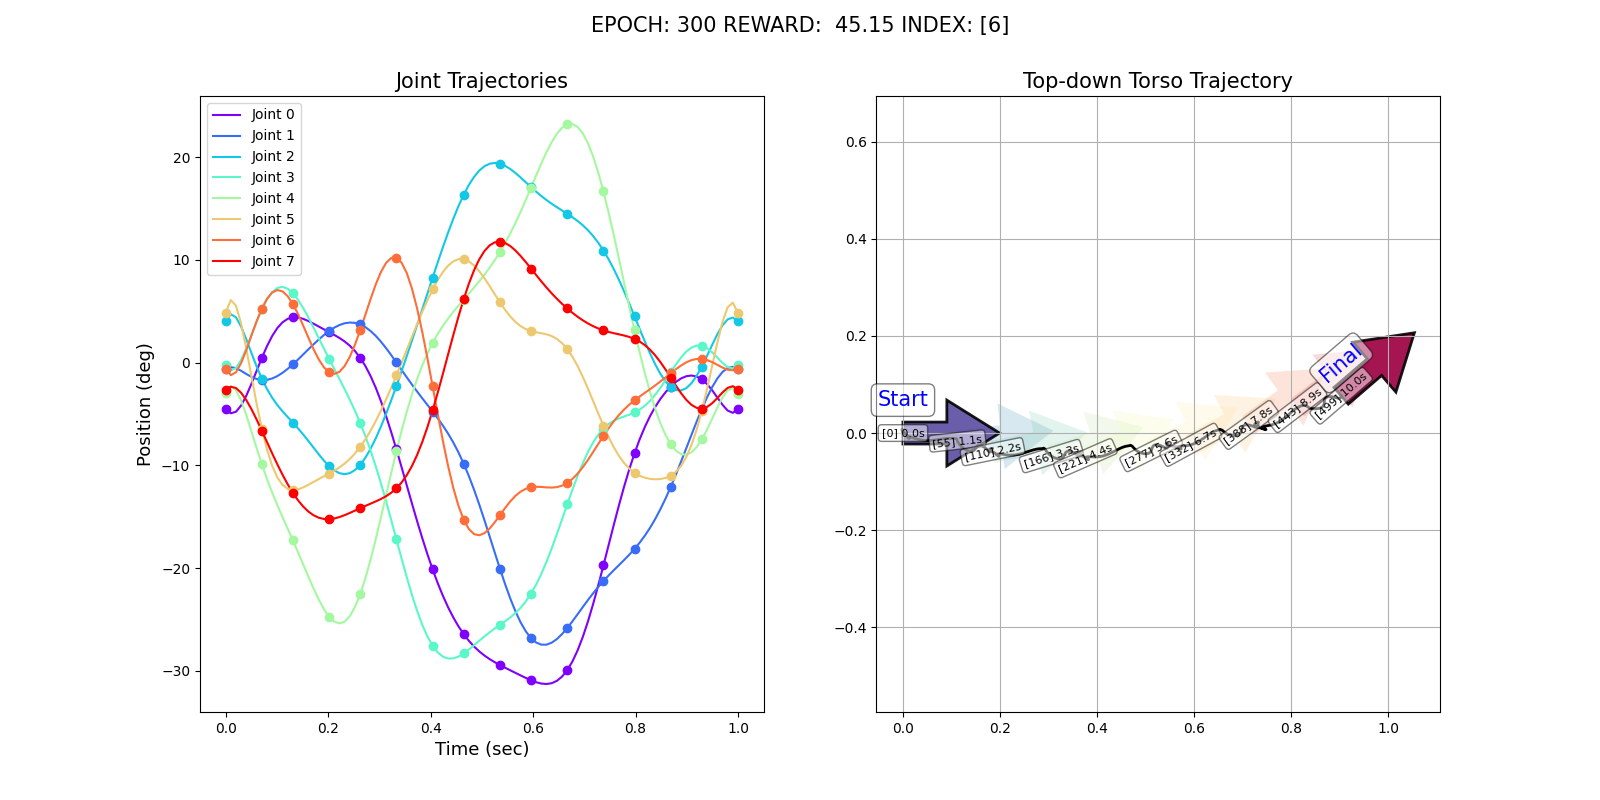 EPOCH: 300 REWARD:  45.15 INDEX: [6]
Joint Trajectories
Joint 0
Joint 1
Joint 2
Joint 3
Joint 4
Joint 5
Joint 6
Joint 7
Position (deg)
20
10
0
−10
−20
−30
0.0
0.2
0.4
0.6
0.8
1.0
Time (sec)
Top-down Torso Trajectory
0.6
0.4
0.2
0.0
−0.2
−0.4
0.0
0.2
0.4
0.6
0.8
1.0
Start
Final
[0] 0.0s
[55] 1.1s
[110] 2.2s
[166] 3.3s
[221] 4.4s
[277] 5.6s
[332] 6.7s
[388] 7.8s
[443] 8.9s
[499] 10.0s